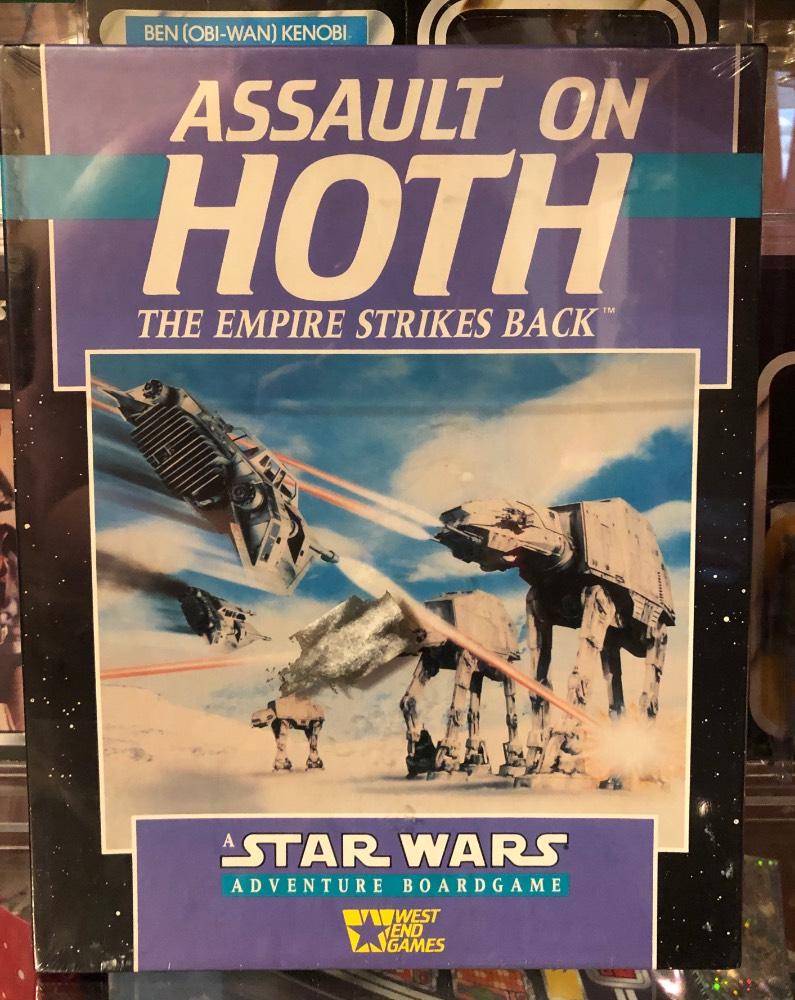 BEN (OBI-WAN) KENOBI
ASSAULT ON
HOTH
THE EMPIRE STRIKES BACK™
A
STAR WARS®
ADVENTURE BOARDGAME
WEST
END
GAMES